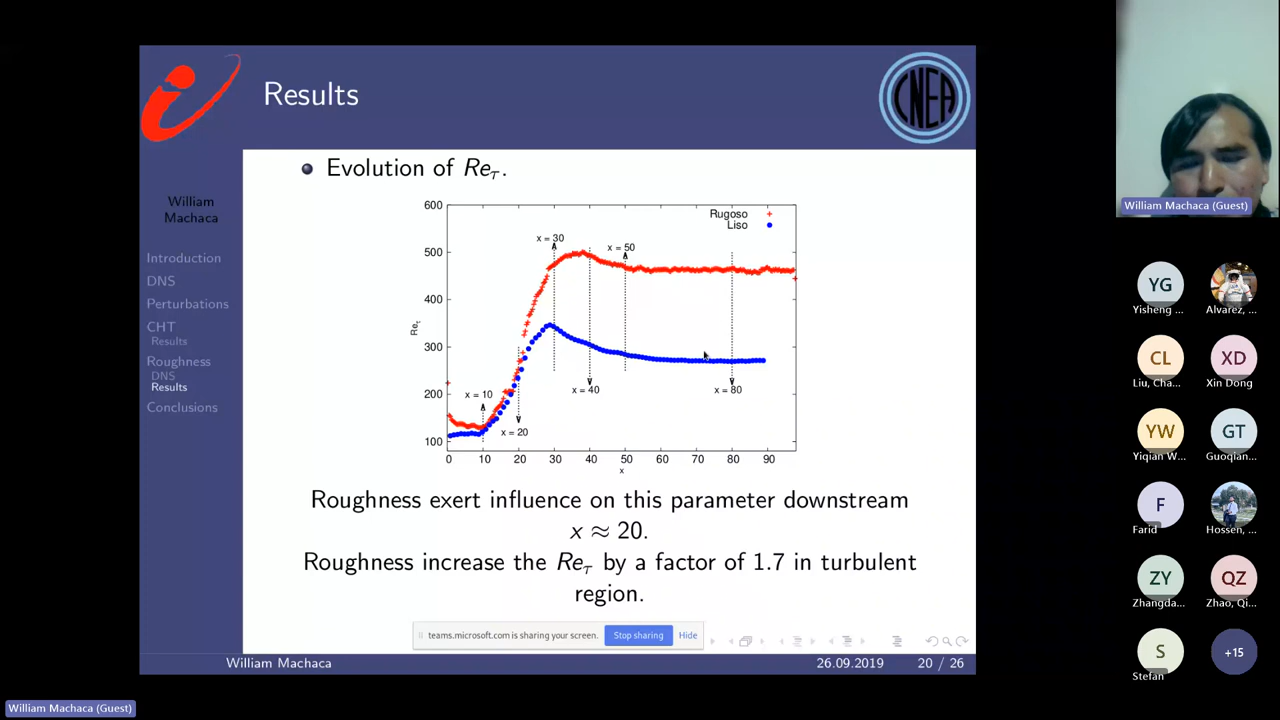 Results
CNEA
William
Machaca
Introduction
DNS
Perturbations
CHT
Results
Roughness
DNS
Results
Conclusions
Evolution of Reτ.
600
500
400
300
200
100
Reτ
Rugoso
Liso
x = 30
x = 50
x = 10
x = 20
x = 40
x = 80
0 10 20 30 40 50 60 70 80 90
x
Roughness exert influence on this parameter downstream
x ≈ 20.
Roughness increase the Reτ by a factor of 1.7 in turbulent
region.
teams.microsoft.com is sharing your screen. Stop sharing Hide
William Machaca 26.09.2019 20 / 26
William Machaca (Guest)
YG
Yisheng ...
Alvarez, ...
CL
Liu, Cha...
XD
Xin Dong
YW
Yiqian W...
GT
Guoqian...
F
Farid
Hossen, ...
ZY
Zhangda...
QZ
Zhao, Qi...
S
Stefan
+15
William Machaca (Guest)